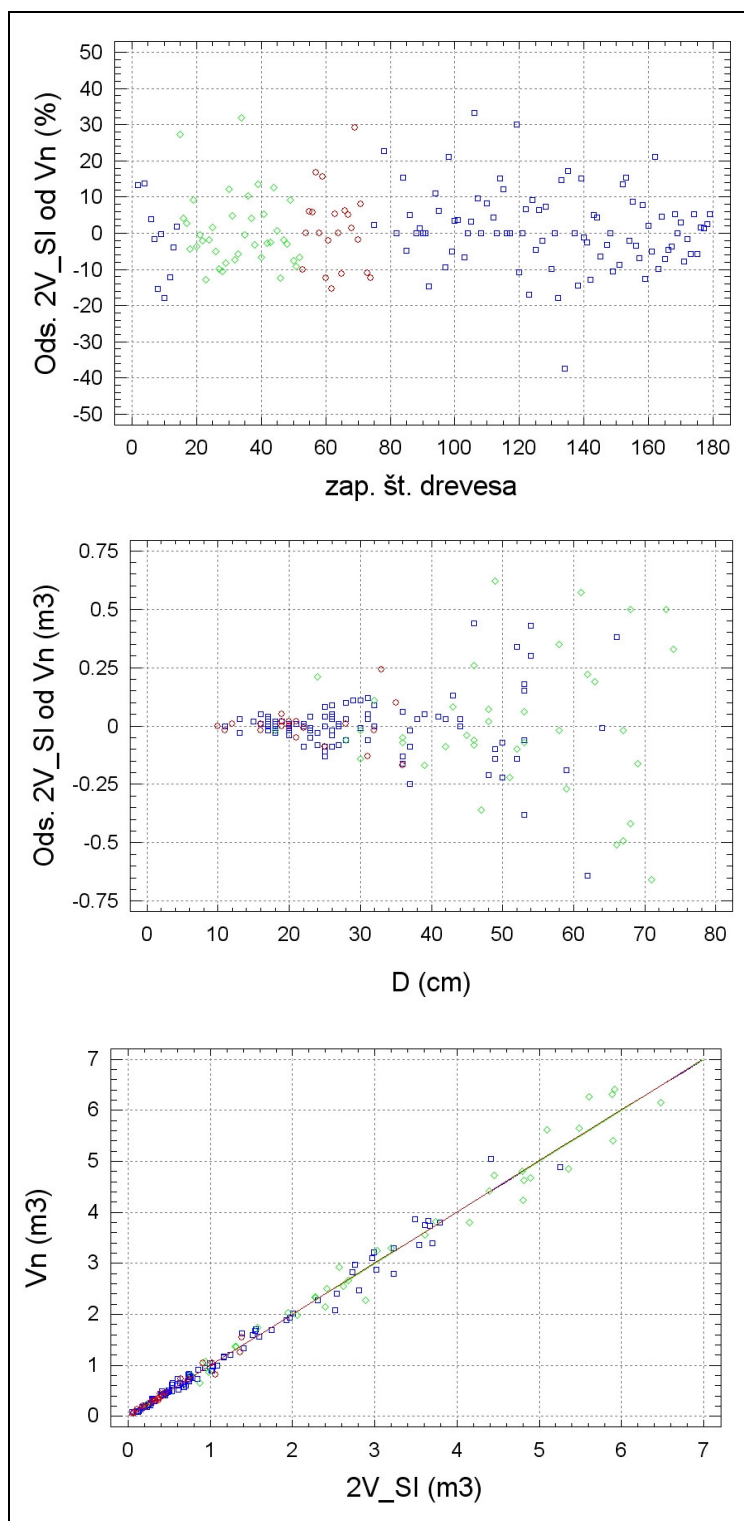 50
40
30
20
10
0
-10
-20
-30
-40
-50
Ods. 2V_SI od Vn (%)
0 20 40 60 80 100 120 140 160 180
zap. št. drevesa
0.75
0.5
0.25
0
-0.25
-0.5
-0.75
Ods. 2V_SI od Vn (m3)
0 10 20 30 40 50 60 70 80
D (cm)
7
6
5
4
3
2
1
0
Vn (m3)
0 1 2 3 4 5 6 7
2V_SI (m3)